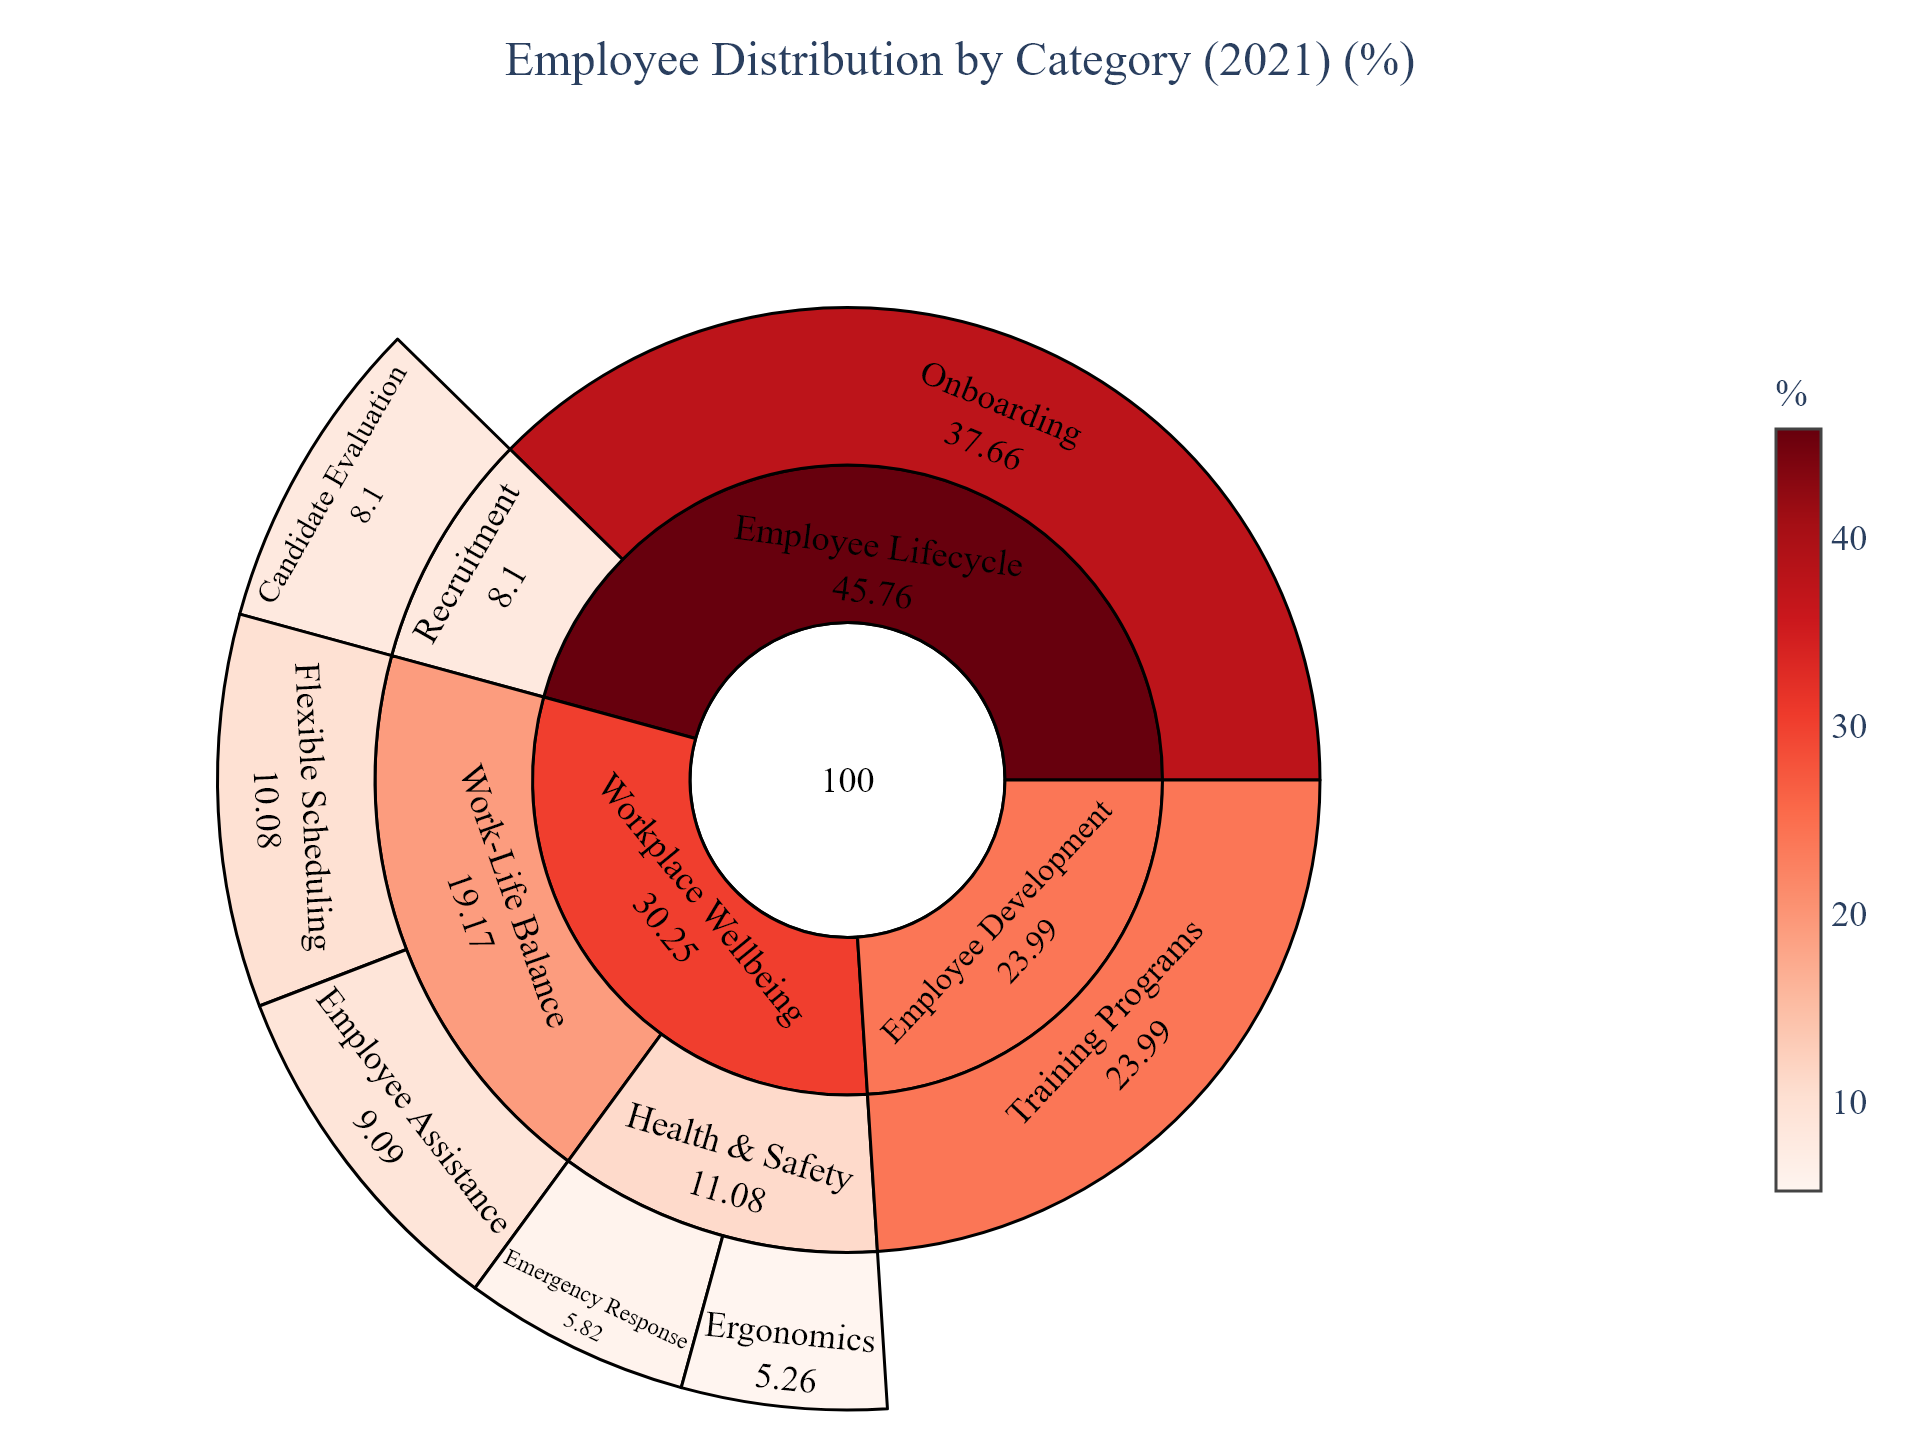 Employee Distribution by Category (2021) (%)
Onboarding
37.66
Candidate Evaluation
8.1
Recruitment
8.1
Employee Lifecycle
45.76
100
Flexible Scheduling
10.08
Work-Life Balance
19.17
Workplace Wellbeing
30.25
Employee Development
23.99
Training Programs
23.99
Employee Assistance
9.09
Health & Safety
11.08
Emergency Response
5.82
Ergonomics
5.26
%
40
30
20
10